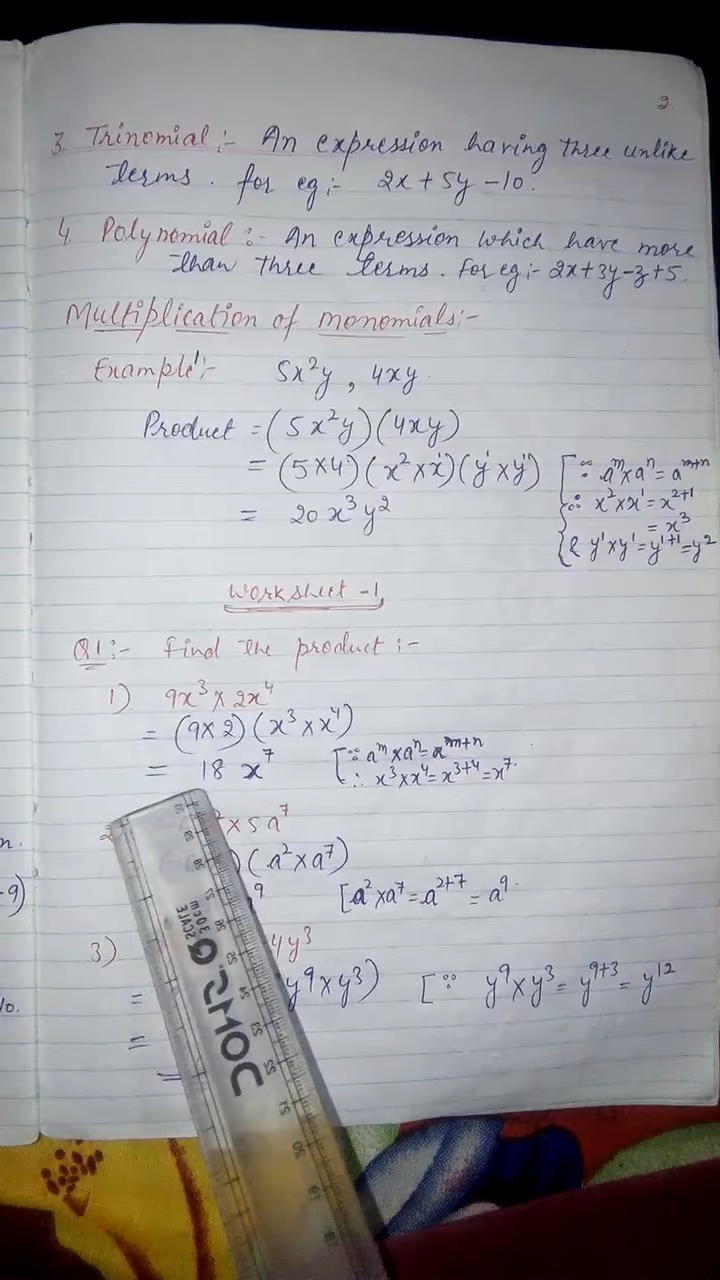 2.
3. Trinomial:- An expression having three unlike
terms. for eg:- 2x + 5y - 10.
4. Polynomial:- An expression which have more
than three terms. For eg:- 2x+3y-z+5.
Multiplication of monomials:-
Example':- 5x²y, 4xy.
Product = (5x²y)(4xy)
= (5×4)(x²×x¹)(y¹×y¹) [∵ aᵐ×aⁿ=aᵐ⁺ⁿ
∴ x²×x¹=x²⁺¹
= 20x³y² = x³
{& y¹×y¹=y¹⁺¹=y²
Worksheet-1
Q1:- Find the product:-
1) 9x³×2x⁴
= (9×2)(x³×x⁴)
= 18 x⁷ [∵ aᵐ×aⁿ=aᵐ⁺ⁿ
∴ x³×x⁴=x³⁺⁴=x⁷.
×5a⁷
n.
)(a²×a⁷)
-9) ⁹ [a²×a⁷=a²⁺⁷=a⁹.
3) 4y³
= y⁹×y³) [∵ y⁹×y³=y⁹⁺³=y¹²
10.
=
SCALE
30cm
DOMS